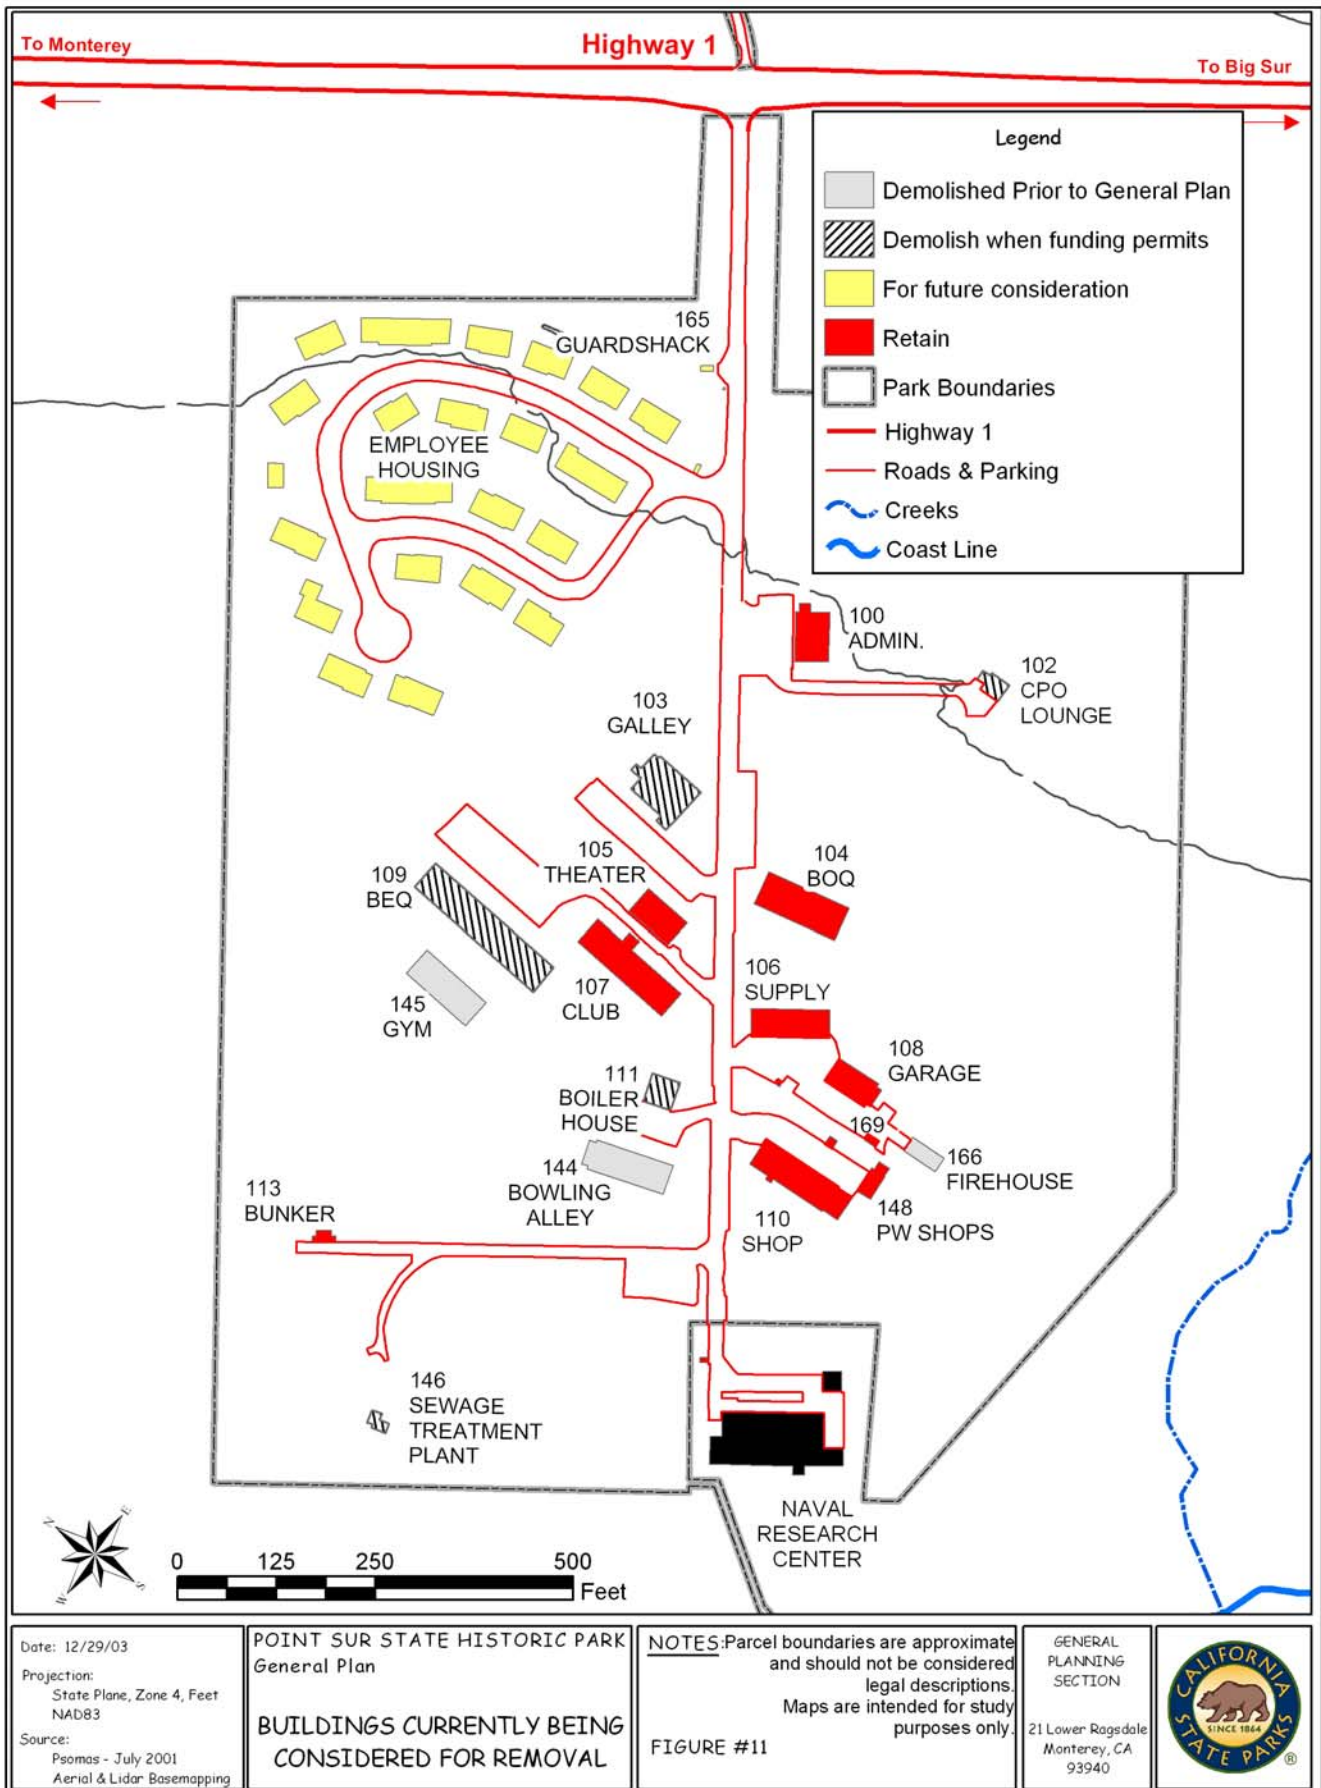 To Monterey
Highway 1
To Big Sur
Legend
Demolished Prior to General Plan
Demolish when funding permits
For future consideration
Retain
Park Boundaries
Highway 1
Roads & Parking
Creeks
Coast Line
165
GUARDSHACK
EMPLOYEE
HOUSING
100
ADMIN.
102
CPO
LOUNGE
103
GALLEY
105
THEATER
104
BOQ
109
BEQ
106
SUPPLY
107
CLUB
145
GYM
108
GARAGE
111
BOILER
HOUSE
169
166
FIREHOUSE
144
BOWLING
ALLEY
113
BUNKER
110
SHOP
148
PW SHOPS
146
SEWAGE
TREATMENT
PLANT
NAVAL
RESEARCH
CENTER
N
E
W
S
0 125 250 500
Feet
Date: 12/29/03
Projection:
State Plane, Zone 4, Feet
NAD83
Source:
Psomas - July 2001
Aerial & Lidar Basemapping
POINT SUR STATE HISTORIC PARK
General Plan
BUILDINGS CURRENTLY BEING
CONSIDERED FOR REMOVAL
NOTES:Parcel boundaries are approximate
and should not be considered
legal descriptions.
Maps are intended for study
purposes only.
FIGURE #11
GENERAL
PLANNING
SECTION
21 Lower Ragsdale
Monterey, CA
93940
CALIFORNIA
SINCE 1864
STATE PARKS
®